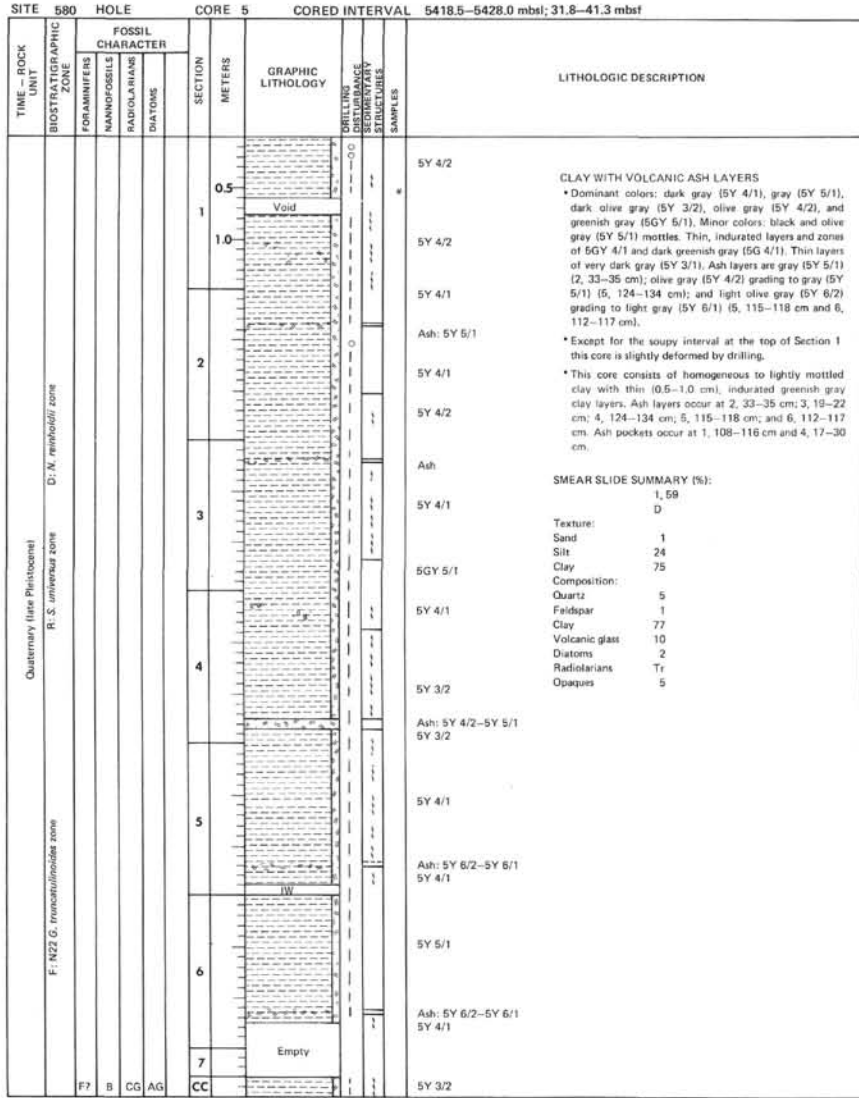 SITE 580 HOLE CORE 5 CORED INTERVAL 5418.5–5428.0 mbsl; 31.8–41.3 mbsf
TIME – ROCK UNIT
BIOSTRATIGRAPHIC ZONE
FOSSIL CHARACTER
FORAMINIFERS
NANNOFOSSILS
RADIOLARIANS
DIATOMS
SECTION
METERS
GRAPHIC LITHOLOGY
DRILLING DISTURBANCE
SEDIMENTARY STRUCTURES
SAMPLES
LITHOLOGIC DESCRIPTION
Quaternary (late Pleistocene)
D: N. reinholdii zone
R: S. universus zone
F: N22 G. truncatulinoides zone
F? B CG AG
1
0.5
1.0
2
3
4
5
6
7
CC
Void
IW
Empty
*
5Y 4/2
5Y 4/2
5Y 4/1
Ash: 5Y 5/1
5Y 4/1
5Y 4/2
Ash
5Y 4/1
5GY 5/1
5Y 4/1
5Y 3/2
Ash: 5Y 4/2–5Y 5/1
5Y 3/2
5Y 4/1
Ash: 5Y 6/2–5Y 6/1
5Y 4/1
5Y 5/1
Ash: 5Y 6/2–5Y 6/1
5Y 4/1
5Y 3/2
CLAY WITH VOLCANIC ASH LAYERS
• Dominant colors: dark gray (5Y 4/1), gray (5Y 5/1),
dark olive gray (5Y 3/2), olive gray (5Y 4/2), and
greenish gray (5GY 5/1). Minor colors: black and olive
gray (5Y 5/1) mottles. Thin, indurated layers and zones
of 5GY 4/1 and dark greenish gray (5G 4/1). Thin layers
of very dark gray (5Y 3/1). Ash layers are gray (5Y 5/1)
(2, 33–35 cm); olive gray (5Y 4/2) grading to gray (5Y
5/1) (5, 124–134 cm); and light olive gray (5Y 6/2)
grading to light gray (5Y 6/1) (5, 115–118 cm and 6,
112–117 cm).
• Except for the soupy interval at the top of Section 1
this core is slightly deformed by drilling.
• This core consists of homogeneous to lightly mottled
clay with thin (0.5–1.0 cm), indurated greenish gray
clay layers. Ash layers occur at 2, 33–35 cm; 3, 19–22
cm; 4, 124–134 cm; 5, 115–118 cm; and 6, 112–117
cm. Ash pockets occur at 1, 108–116 cm and 4, 17–30
cm.
SMEAR SLIDE SUMMARY (%):
1, 59
D
Texture:
Sand 1
Silt 24
Clay 75
Composition:
Quartz 5
Feldspar 1
Clay 77
Volcanic glass 10
Diatoms 2
Radiolarians Tr
Opaques 5